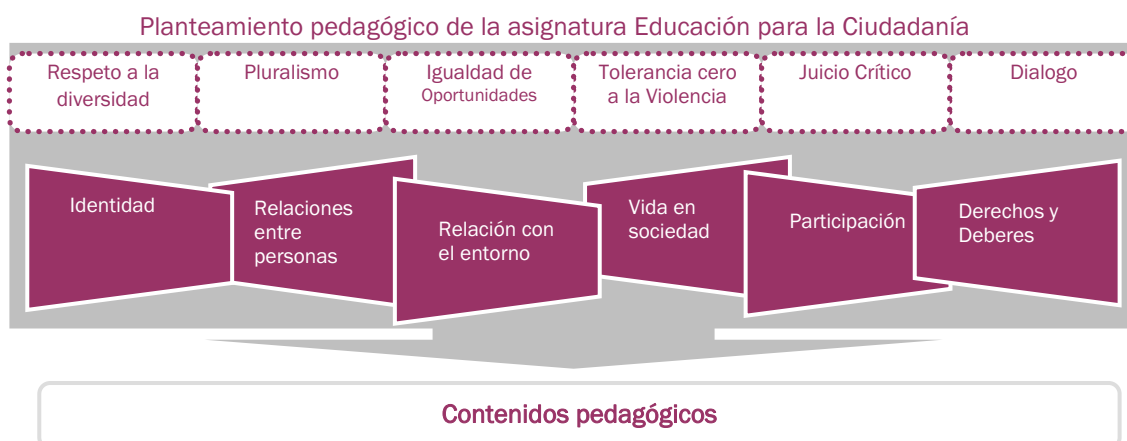 Planteamiento pedagógico de la asignatura Educación para la Ciudadanía
Respeto a la
diversidad
Pluralismo
Igualdad de
Oportunidades
Tolerancia cero
a la Violencia
Juicio Crítico
Dialogo
Identidad
Relaciones
entre
personas
Relación con
el entorno
Vida en
sociedad
Participación
Derechos y
Deberes
Contenidos pedagógicos